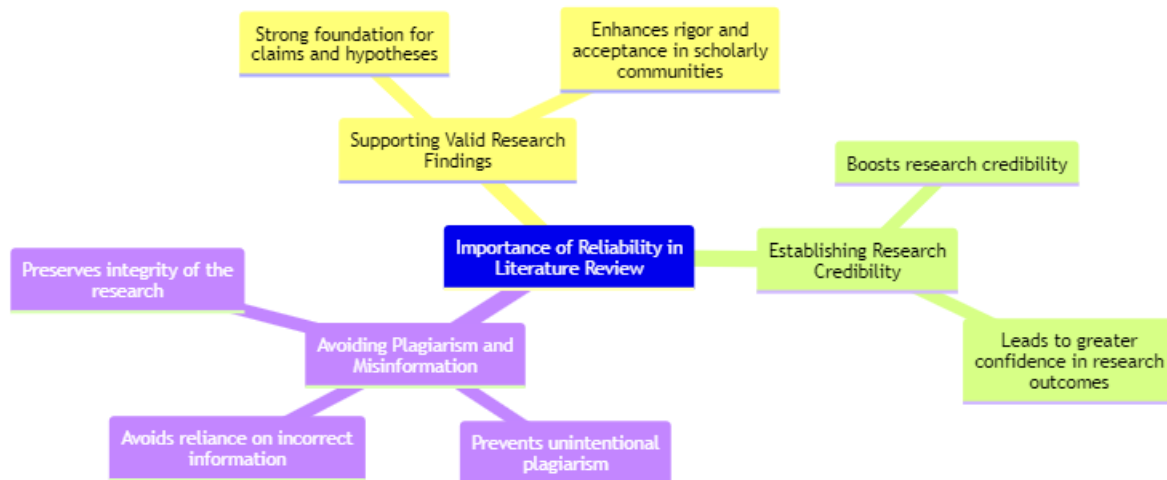 Strong foundation for
claims and hypotheses
Enhances rigor and
acceptance in scholarly
communities
Supporting Valid Research
Findings
Boosts research credibility
Importance of Reliability in
Literature Review
Establishing Research
Credibility
Preserves integrity of the
research
Avoiding Plagiarism and
Misinformation
Leads to greater
confidence in research
outcomes
Avoids reliance on incorrect
information
Prevents unintentional
plagiarism